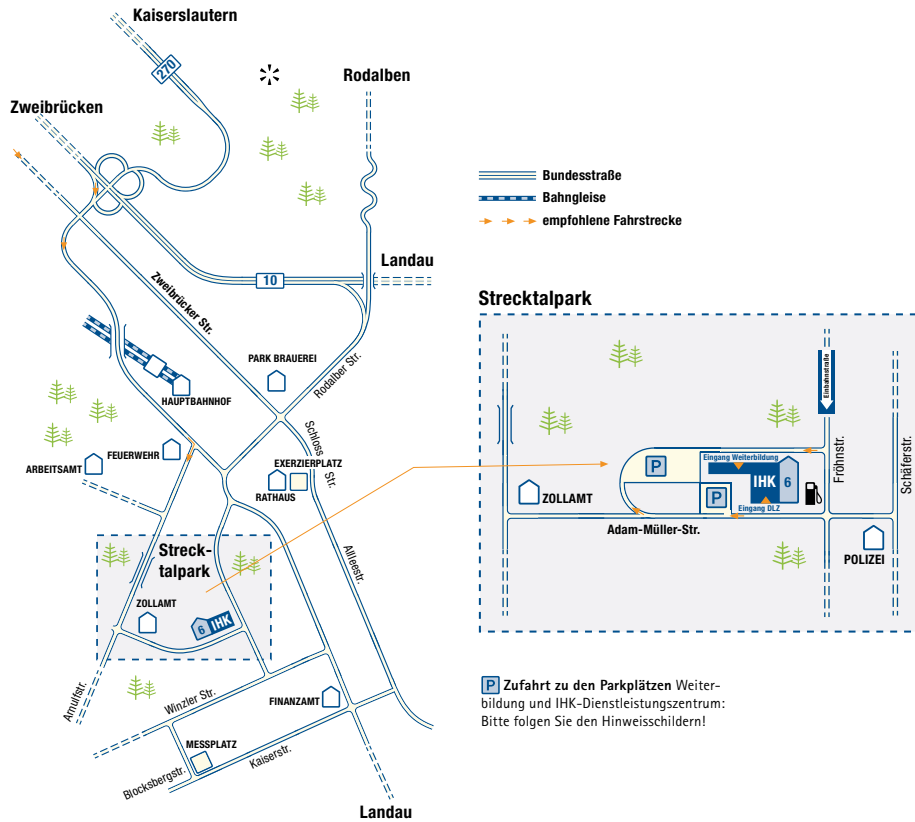 Kaiserslautern
270
Rodalben
Zweibrücken
Bundesstraße
Bahngleise
empfohlene Fahrstrecke
Landau
10
Zweibrücker Str.
Strecktalpark
PARK BRAUEREI
Rodalber Str.
HAUPTBAHNHOF
Einbahnstraße
Schloss Str.
FEUERWEHR
ARBEITSAMT
EXERZIERPLATZ
RATHAUS
Eingang Weiterbildung
P
IHK
6
P
Eingang DLZ
Fröhnstr.
Schäferstr.
ZOLLAMT
Adam-Müller-Str.
POLIZEI
Streck-
talpark
Alleestr.
ZOLLAMT
6 IHK
Arnulfstr.
Winzler Str.
FINANZAMT
P Zufahrt zu den Parkplätzen Weiter-
bildung und IHK-Dienstleistungszentrum:
Bitte folgen Sie den Hinweisschildern!
MESSPLATZ
Kaiserstr.
Blocksbergstr.
Landau